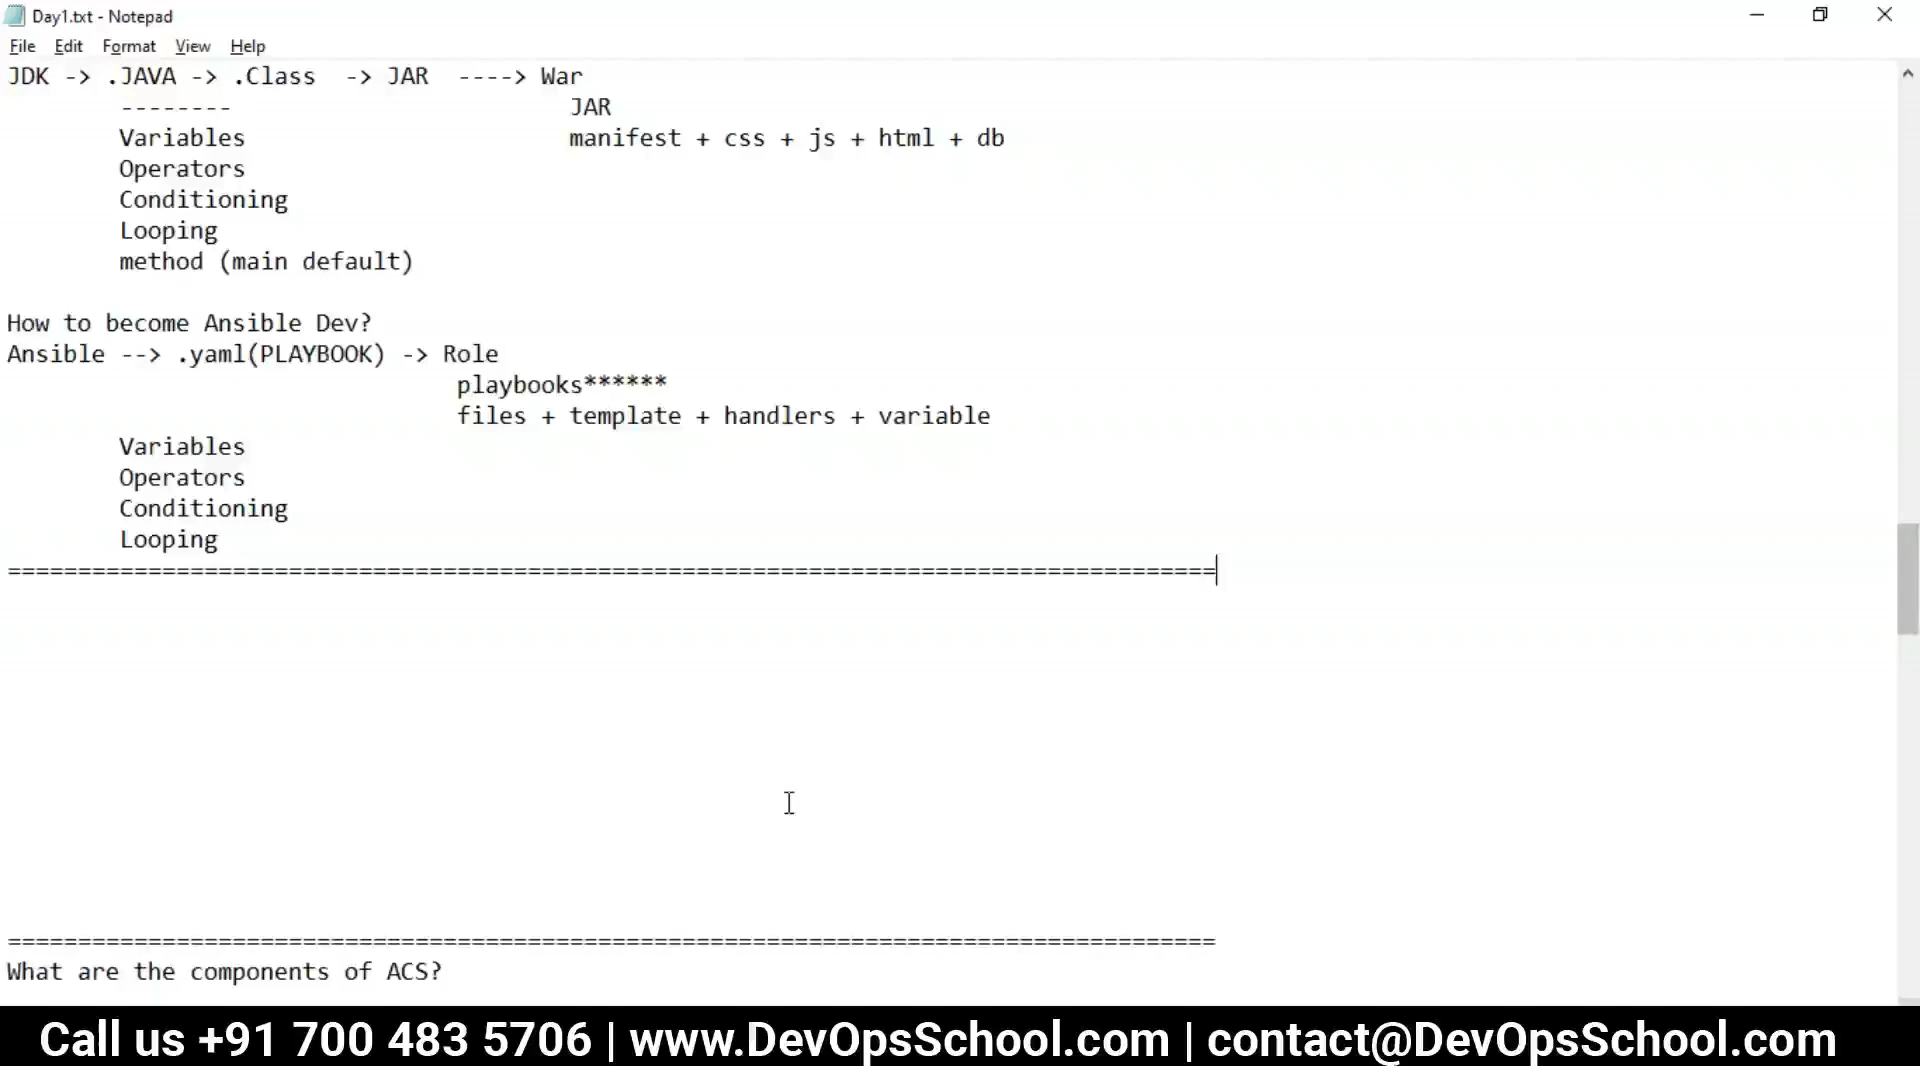 Day1.txt - Notepad
File Edit Format View Help
JDK -> .JAVA -> .Class  -> JAR  ----> War
        --------                        JAR
        Variables                       manifest + css + js + html + db
        Operators
        Conditioning
        Looping
        method (main default)
How to become Ansible Dev?
Ansible --> .yaml(PLAYBOOK) -> Role
                                playbooks******
                                files + template + handlers + variable
        Variables
        Operators
        Conditioning
        Looping
======================================================================================
======================================================================================
What are the components of ACS?
Call us +91 700 483 5706 | www.DevOpsSchool.com | contact@DevOpsSchool.com